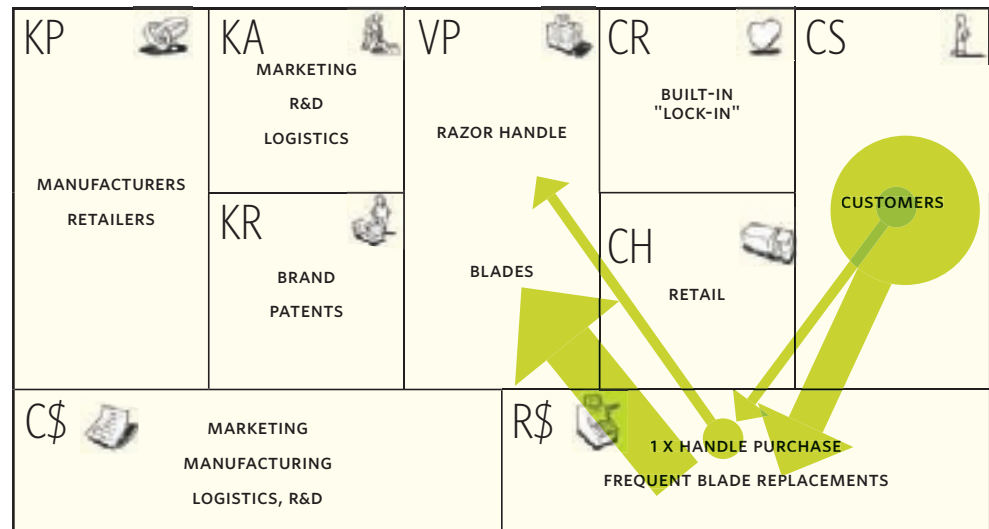 KP
MANUFACTURERS
RETAILERS
KA
MARKETING
R&D
LOGISTICS
KR
BRAND
PATENTS
VP
RAZOR HANDLE
BLADES
CR
BUILT-IN
"LOCK-IN"
CH
RETAIL
CS
CUSTOMERS
C$
MARKETING
MANUFACTURING
LOGISTICS, R&D
R$
1 X HANDLE PURCHASE
FREQUENT BLADE REPLACEMENTS